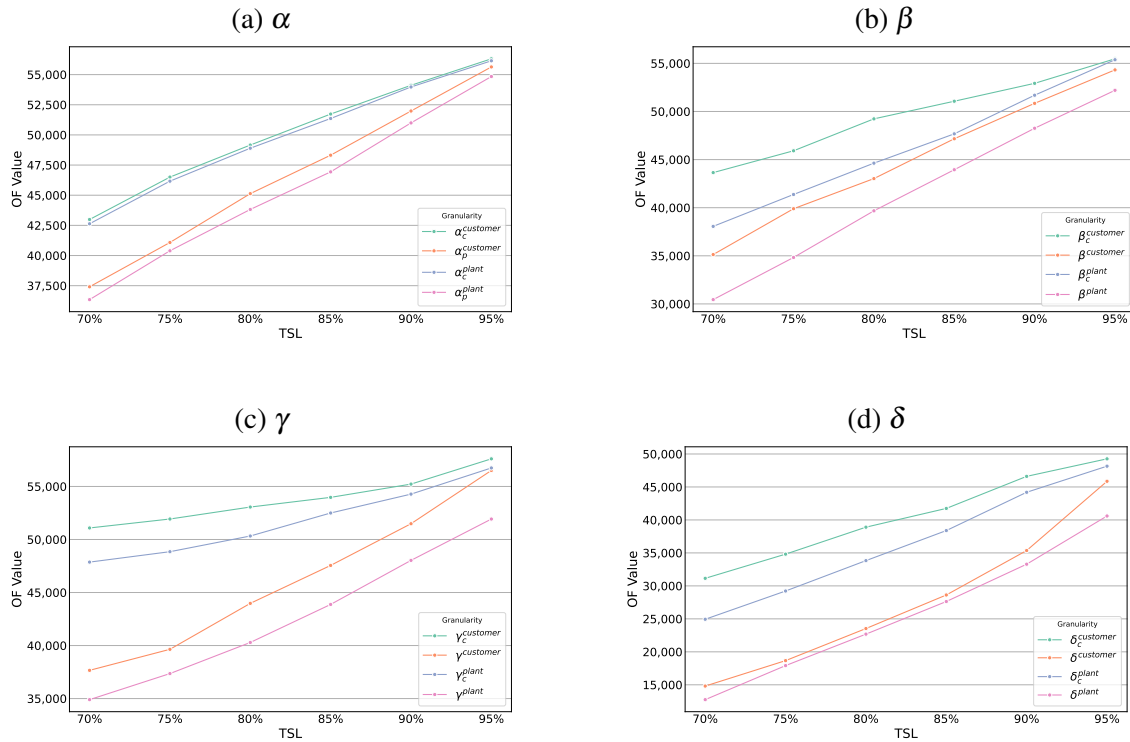 (a) α
55,000
52,500
50,000
47,500
45,000
42,500
40,000
37,500
OF Value
70% 75% 80% 85% 90% 95%
TSL
Granularity
α_c^customer
α_p^customer
α_c^plant
α_p^plant
(b) β
55,000
50,000
45,000
40,000
35,000
30,000
OF Value
70% 75% 80% 85% 90% 95%
TSL
Granularity
β_c^customer
β^customer
β_c^plant
β^plant
(c) γ
55,000
50,000
45,000
40,000
35,000
OF Value
70% 75% 80% 85% 90% 95%
TSL
Granularity
γ_c^customer
γ^customer
γ_c^plant
γ^plant
(d) δ
50,000
45,000
40,000
35,000
30,000
25,000
20,000
15,000
OF Value
70% 75% 80% 85% 90% 95%
TSL
Granularity
δ_c^customer
δ^customer
δ_c^plant
δ^plant